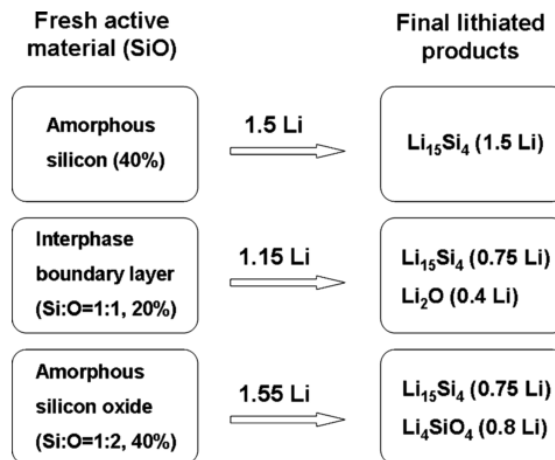 Fresh active
material (SiO)
Final lithiated
products
Amorphous
silicon (40%)
1.5 Li
Li₁₅Si₄ (1.5 Li)
Interphase
boundary layer
(Si:O=1:1, 20%)
1.15 Li
Li₁₅Si₄ (0.75 Li)
Li₂O (0.4 Li)
Amorphous
silicon oxide
(Si:O=1:2, 40%)
1.55 Li
Li₁₅Si₄ (0.75 Li)
Li₄SiO₄ (0.8 Li)